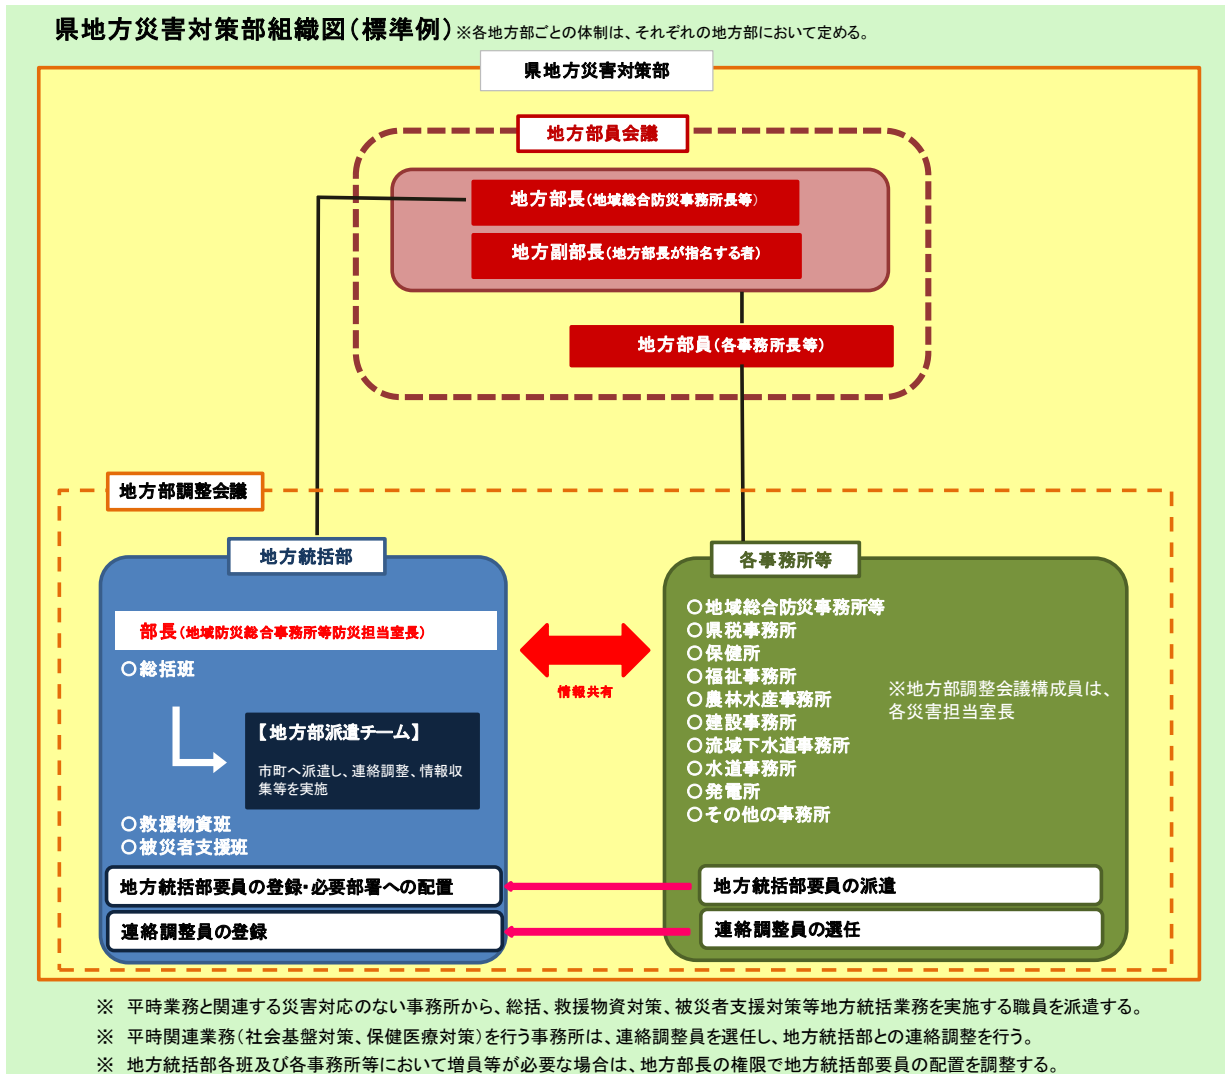 県地方災害対策部組織図(標準例)※各地方部ごとの体制は、それぞれの地方部において定める。
県地方災害対策部
地方部員会議
地方部長(地域総合防災事務所長等)
地方副部長(地方部長が指名する者)
地方部員(各事務所長等)
地方部調整会議
地方統括部
部長(地域防災総合事務所等防災担当室長)
○総括班
【地方部派遣チーム】
市町へ派遣し、連絡調整、情報収
集等を実施
○救援物資班
○被災者支援班
地方統括部要員の登録・必要部署への配置
連絡調整員の登録
情報共有
各事務所等
○地域総合防災事務所等
○県税事務所
○保健所
○福祉事務所
○農林水産事務所
○建設事務所
○流域下水道事務所
○水道事務所
○発電所
○その他の事務所
※地方部調整会議構成員は、
各災害担当室長
地方統括部要員の派遣
連絡調整員の選任
※ 平時業務と関連する災害対応のない事務所から、総括、救援物資対策、被災者支援対策等地方統括業務を実施する職員を派遣する。
※ 平時関連業務(社会基盤対策、保健医療対策)を行う事務所は、連絡調整員を選任し、地方統括部との連絡調整を行う。
※ 地方統括部各班及び各事務所等において増員等が必要な場合は、地方部長の権限で地方統括部要員の配置を調整する。